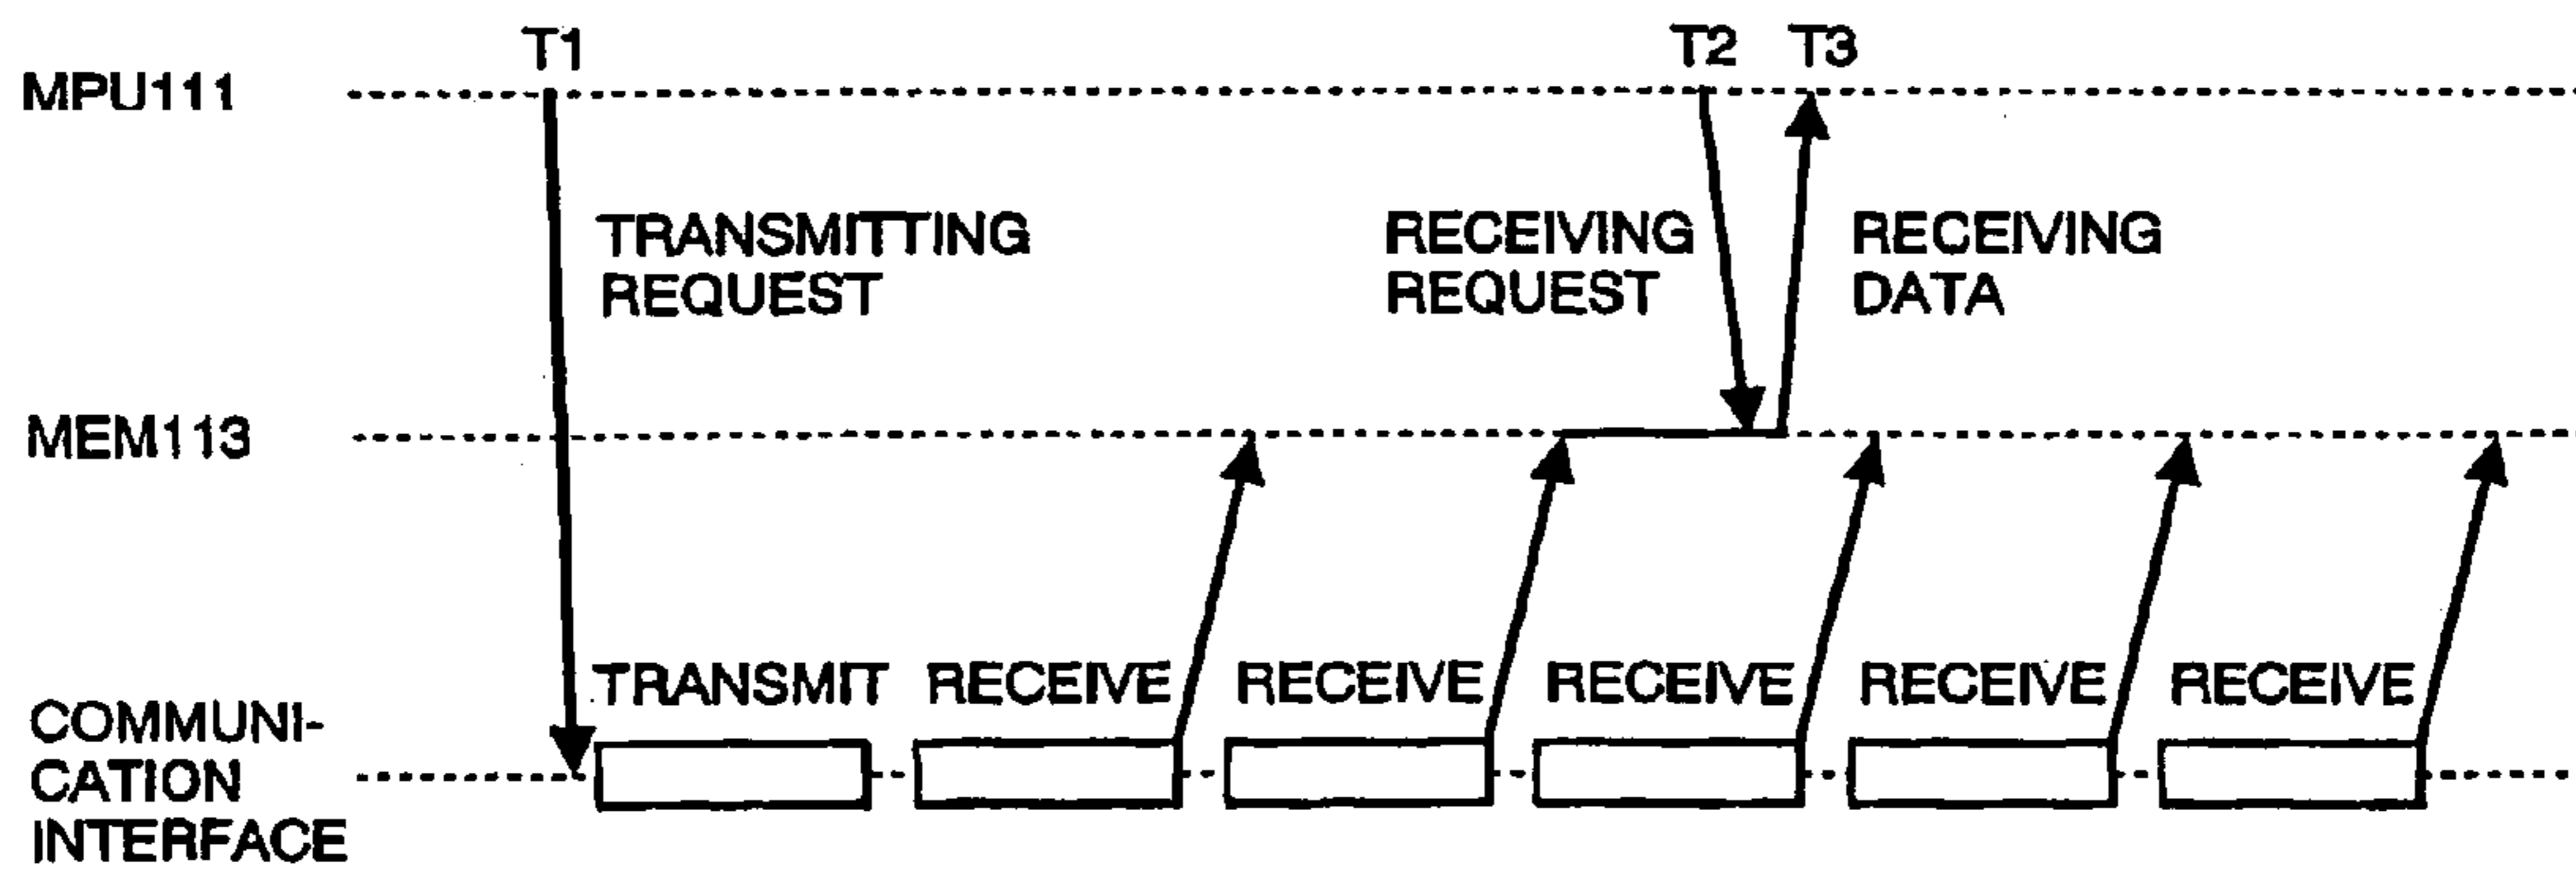 T1 T2 T3
MPU111
TRANSMITTING
REQUEST
RECEIVING
REQUEST
RECEIVING
DATA
MEM113
TRANSMIT RECEIVE RECEIVE RECEIVE RECEIVE RECEIVE
COMMUNI-
CATION
INTERFACE